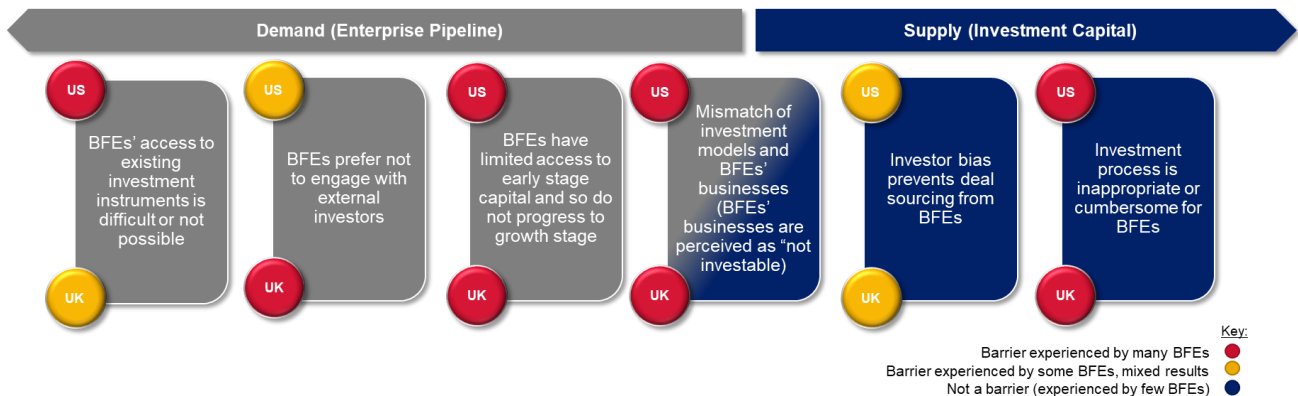 Demand (Enterprise Pipeline)
Supply (Investment Capital)
US
BFEs’ access to
existing
investment
instruments is
difficult or not
possible
UK
US
BFEs prefer not
to engage with
external
investors
UK
US
BFEs have
limited access to
early stage
capital and so do
not progress to
growth stage
UK
US
Mismatch of
investment
models and
BFEs’
businesses
(BFEs’
businesses are
perceived as “not
investable)
UK
US
Investor bias
prevents deal
sourcing from
BFEs
UK
US
Investment
process is
inappropriate or
cumbersome for
BFEs
UK
Key:
Barrier experienced by many BFEs
Barrier experienced by some BFEs, mixed results
Not a barrier (experienced by few BFEs)